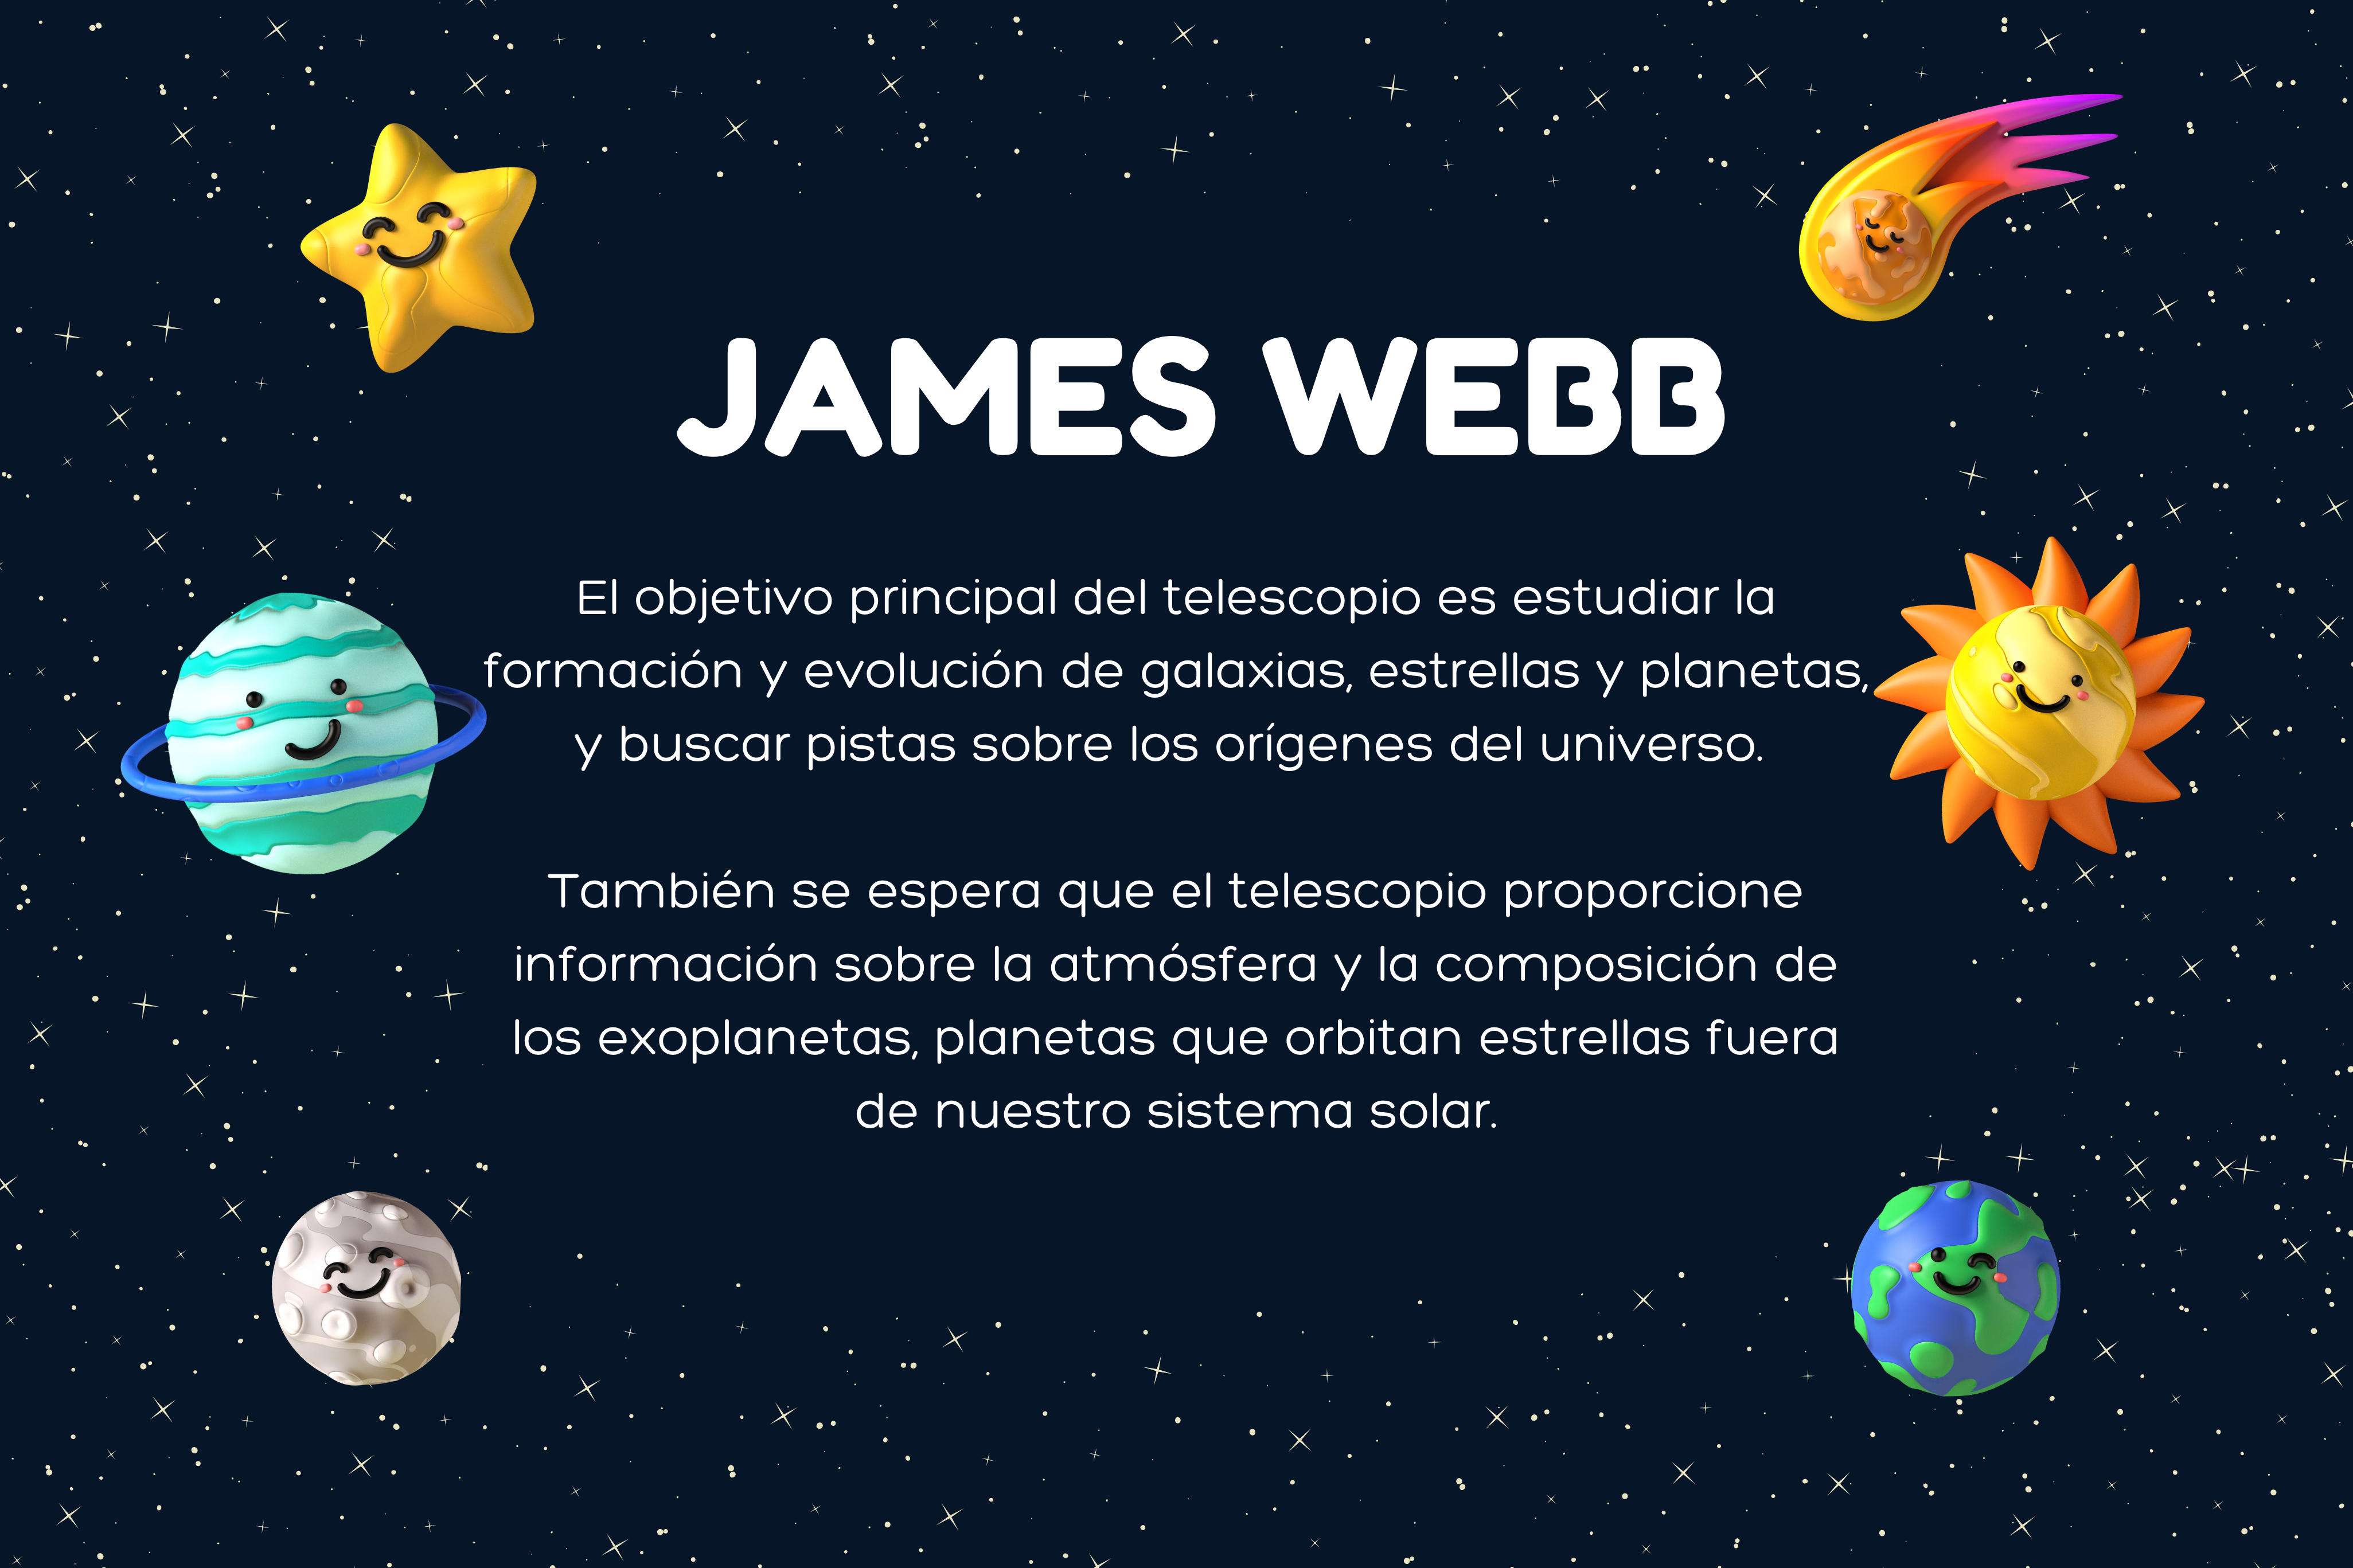 JAMES WEBB
El objetivo principal del telescopio es estudiar la
formación y evolución de galaxias, estrellas y planetas,
y buscar pistas sobre los orígenes del universo.
También se espera que el telescopio proporcione
información sobre la atmósfera y la composición de
los exoplanetas, planetas que orbitan estrellas fuera
de nuestro sistema solar.